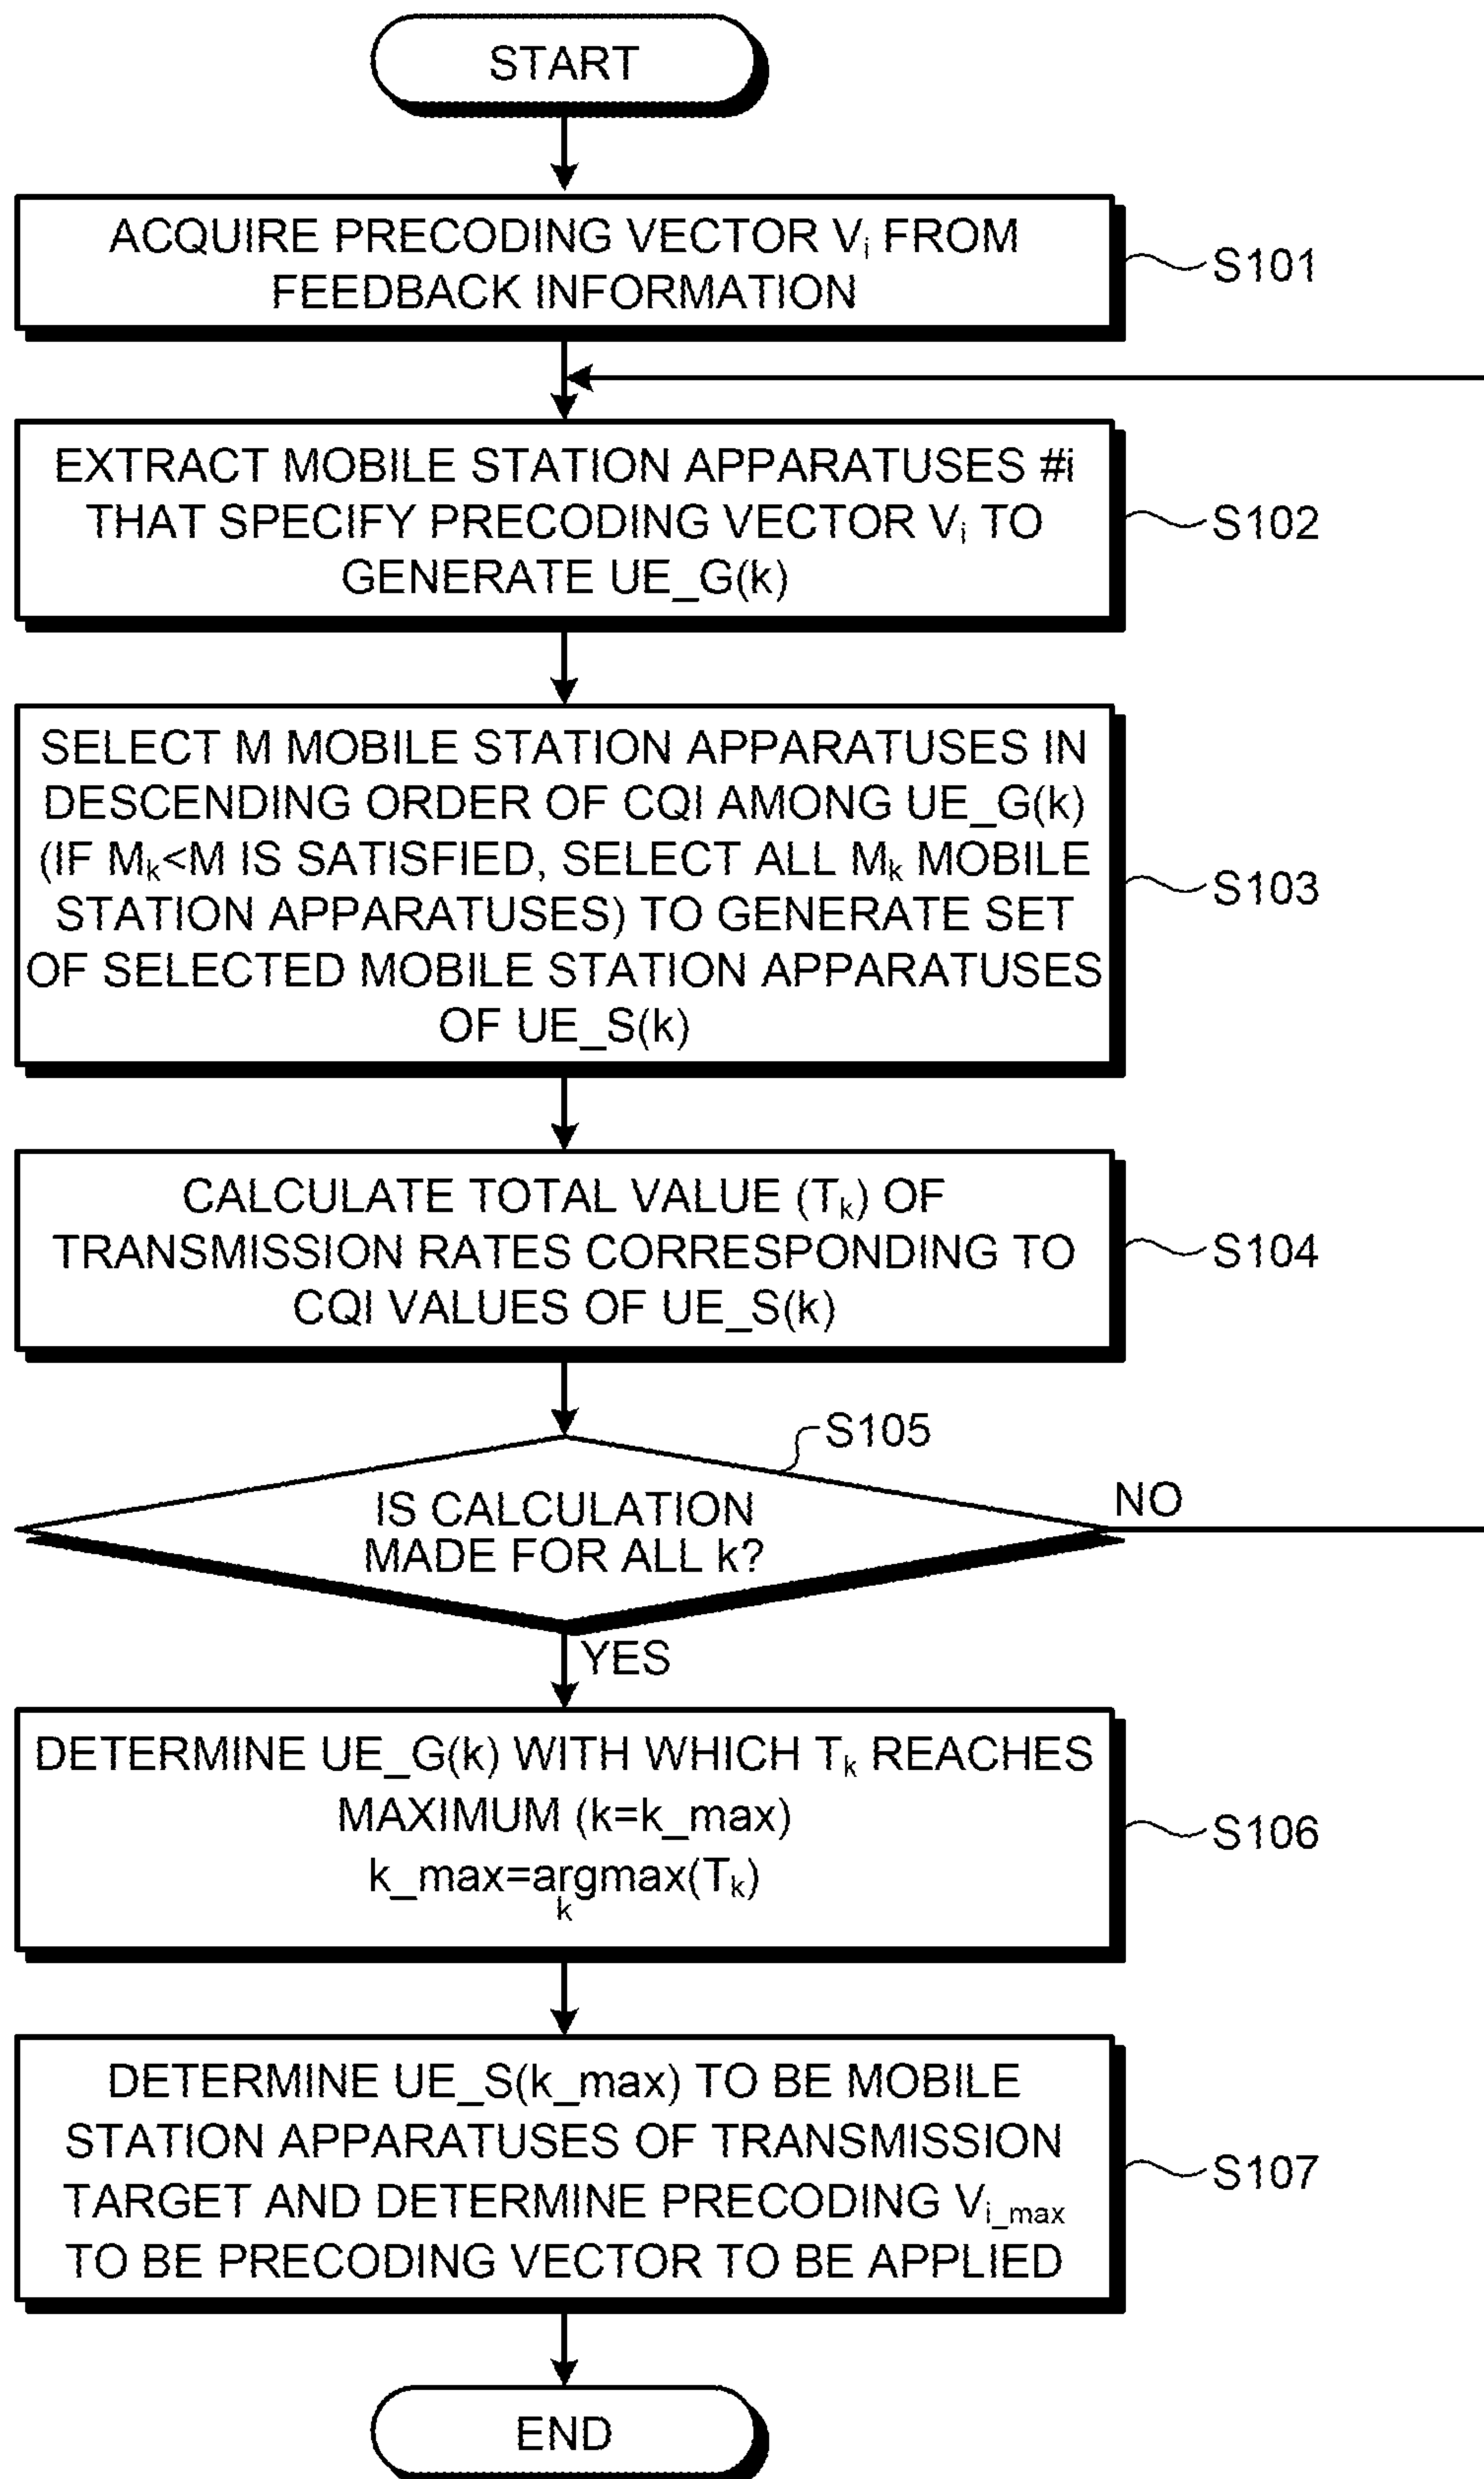 START
ACQUIRE PRECODING VECTOR Vi FROM
FEEDBACK INFORMATION
S101
EXTRACT MOBILE STATION APPARATUSES #i
THAT SPECIFY PRECODING VECTOR Vi TO
GENERATE UE_G(k)
S102
SELECT M MOBILE STATION APPARATUSES IN
DESCENDING ORDER OF CQI AMONG UE_G(k)
(IF Mk<M IS SATISFIED, SELECT ALL Mk MOBILE
STATION APPARATUSES) TO GENERATE SET
OF SELECTED MOBILE STATION APPARATUSES
OF UE_S(k)
S103
CALCULATE TOTAL VALUE (Tk) OF
TRANSMISSION RATES CORRESPONDING TO
CQI VALUES OF UE_S(k)
S104
S105
IS CALCULATION
MADE FOR ALL k?
NO
YES
DETERMINE UE_G(k) WITH WHICH Tk REACHES
MAXIMUM (k=k_max)
k_max=argmax(Tk)
k
S106
DETERMINE UE_S(k_max) TO BE MOBILE
STATION APPARATUSES OF TRANSMISSION
TARGET AND DETERMINE PRECODING Vi_max
TO BE PRECODING VECTOR TO BE APPLIED
S107
END